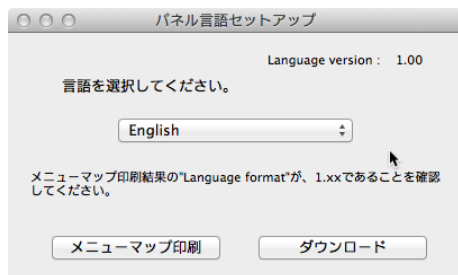 パネル言語セットアップ
Language version : 1.00
言語を選択してください。
English
メニューマップ印刷結果の"Language format"が、1.xxであることを確認
してください。
メニューマップ印刷
ダウンロード